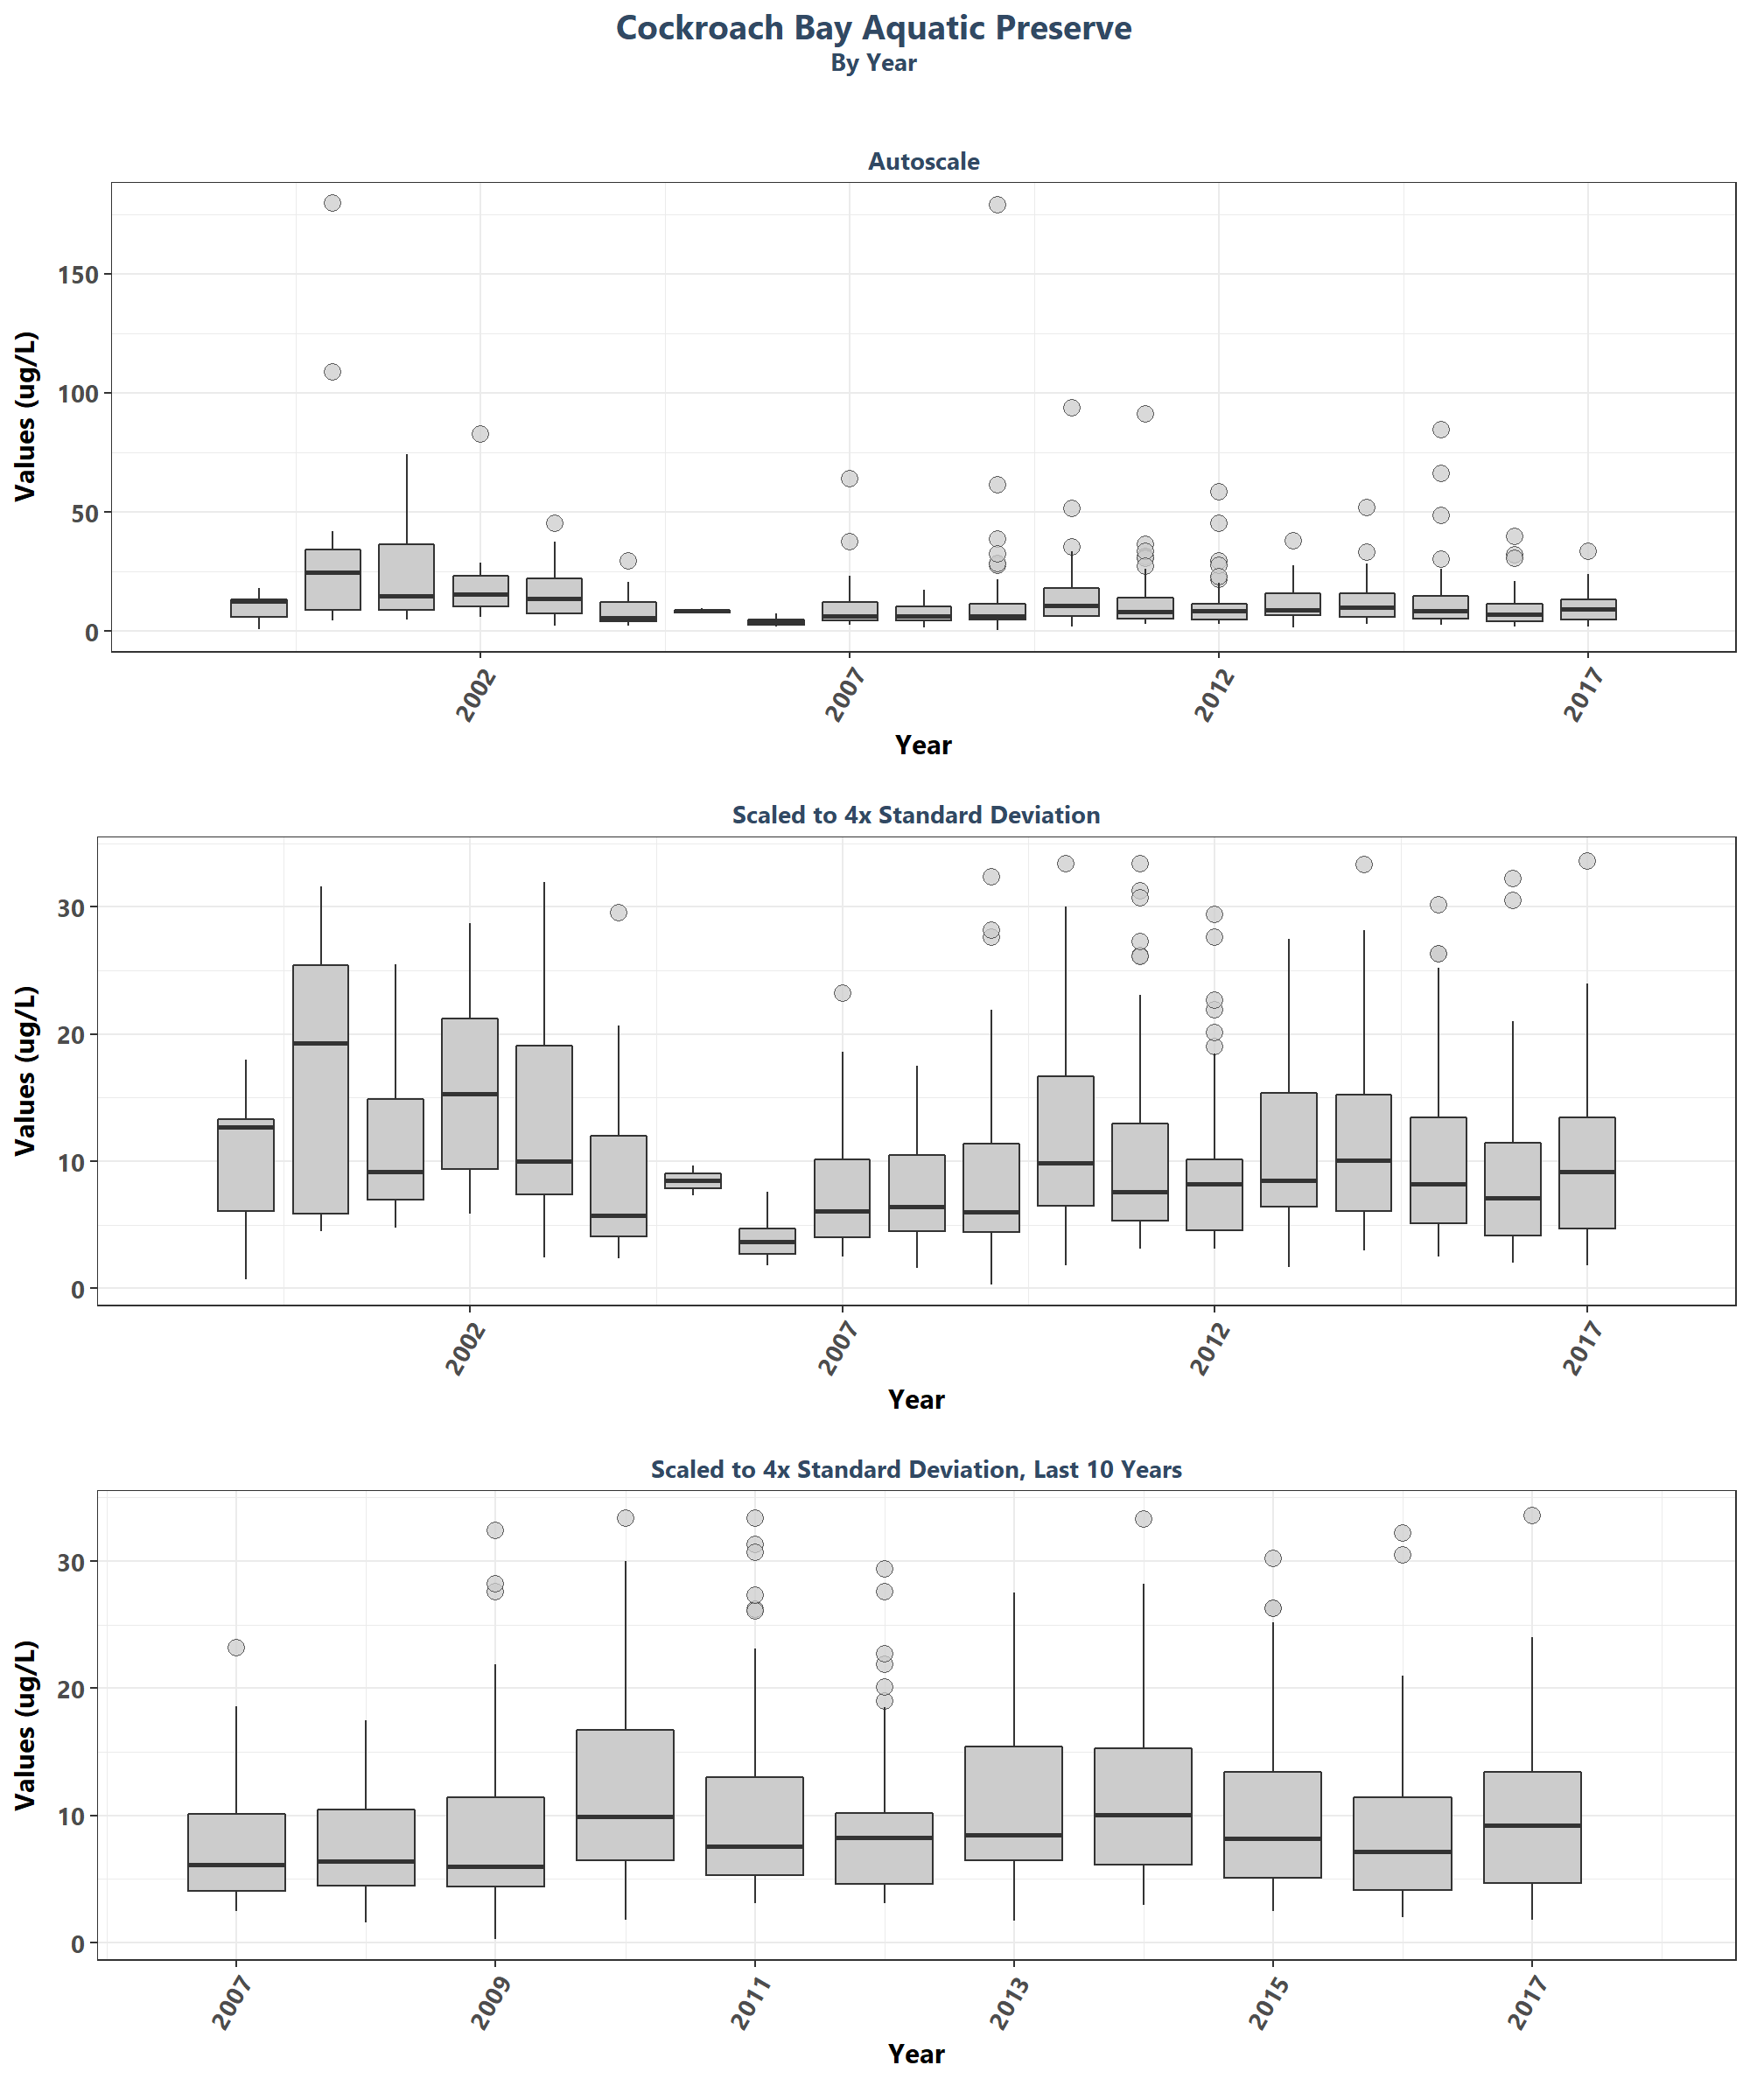 Cockroach Bay Aquatic Preserve
By Year
Autoscale
Values (ug/L)
150
100
50
0
2002
2007
2012
2017
Year
Scaled to 4x Standard Deviation
Values (ug/L)
30
20
10
0
2002
2007
2012
2017
Year
Scaled to 4x Standard Deviation, Last 10 Years
Values (ug/L)
30
20
10
0
2007
2009
2011
2013
2015
2017
Year